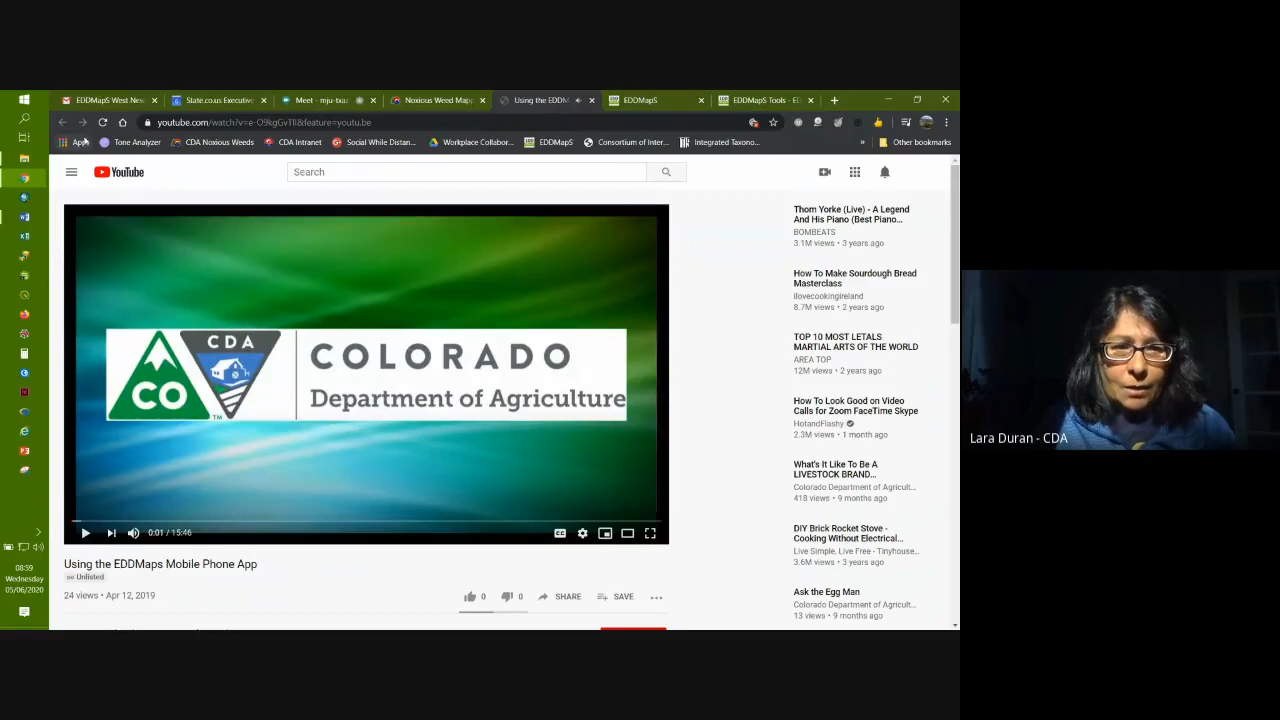 EDDMapS West New
State.co.us Executive
Meet - mju-txaz
Noxious Weed Mapp
Using the EDDM
EDDMapS
EDDMapS Tools - ED
youtube.com/watch?v=e-O9kgGvTlI&feature=youtu.be
Apps
Tone Analyzer
CDA Noxious Weeds
CDA Intranet
Social While Distan...
Workplace Collabor...
EDDMapS
Consortium of Inter...
Integrated Taxono...
Other bookmarks
YouTube
Search
CDA
CO
TM
COLORADO
Department of Agriculture
0:01 / 15:46
CC
Using the EDDMaps Mobile Phone App
Unlisted
24 views • Apr 12, 2019
0
0
SHARE
SAVE
Thom Yorke (Live) - A Legend
And His Piano (Best Piano...
BOMBEATS
3.1M views • 3 years ago
How To Make Sourdough Bread
Masterclass
ilovecookingireland
8.7M views • 2 years ago
TOP 10 MOST LETALS
MARTIAL ARTS OF THE WORLD
AREA TOP
12M views • 2 years ago
How To Look Good on Video
Calls for Zoom FaceTime Skype
HotandFlashy
2.3M views • 1 month ago
What's It Like To Be A
LIVESTOCK BRAND...
Colorado Department of Agricult...
418 views • 9 months ago
DIY Brick Rocket Stove -
Cooking Without Electrical...
Live Simple, Live Free - Tinyhouse...
3.6M views • 3 years ago
Ask the Egg Man
Colorado Department of Agricult...
13 views • 9 months ago
08:59
Wednesday
05/06/2020
Lara Duran - CDA